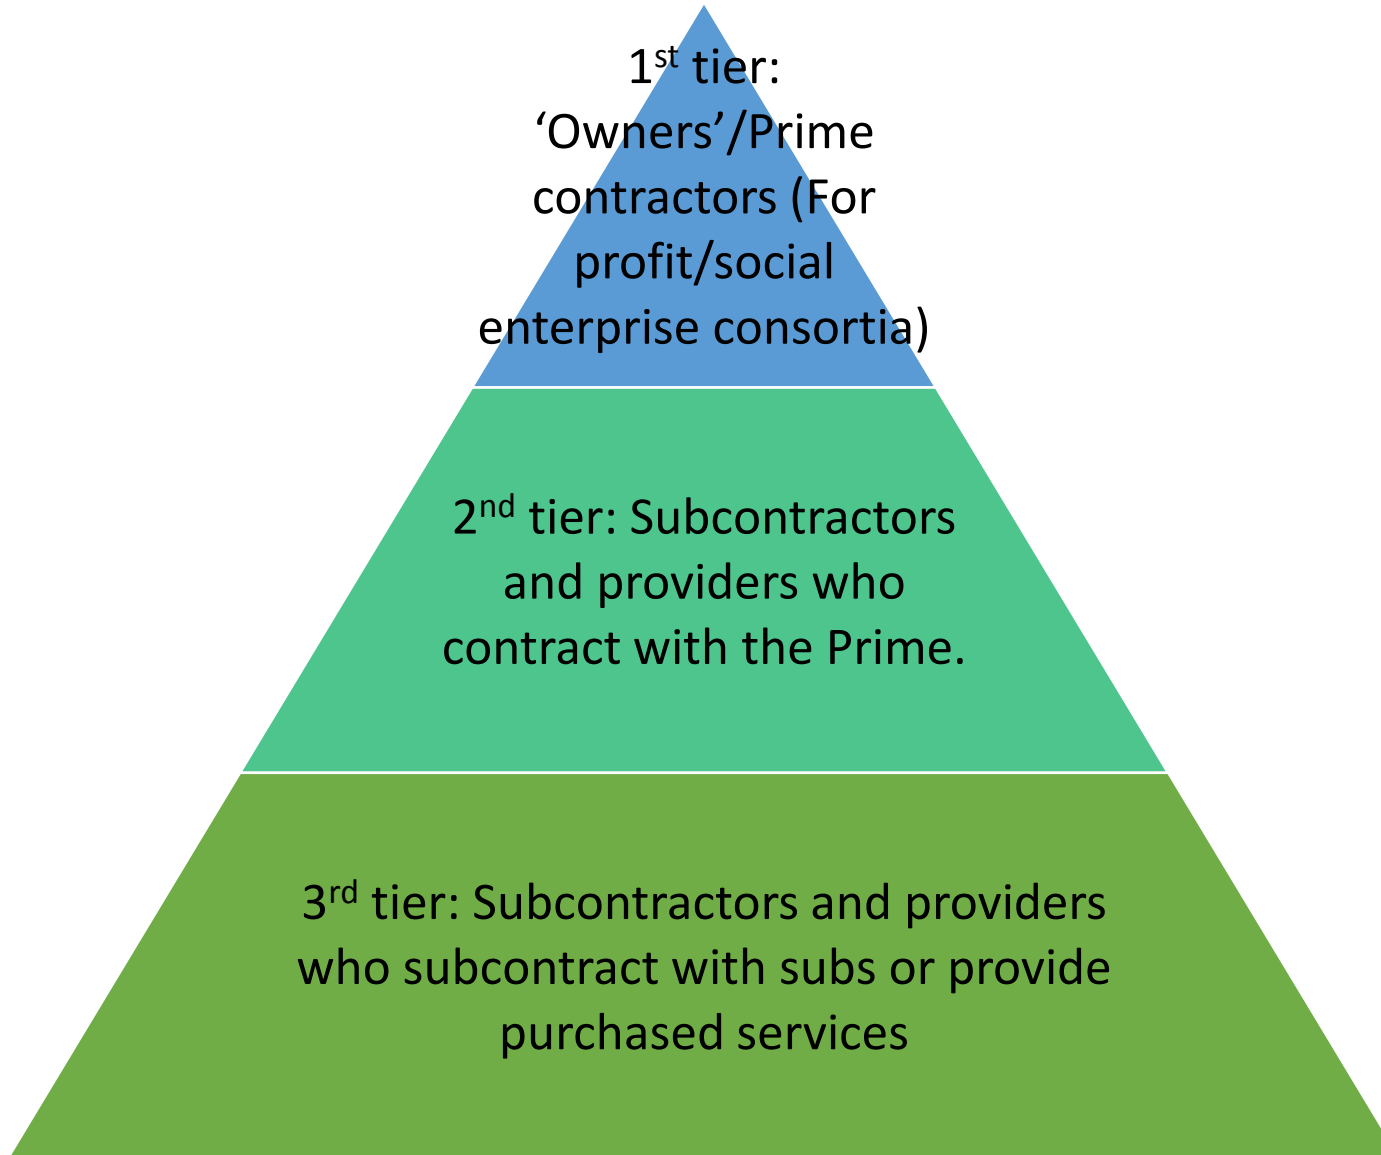 1st tier:
‘Owners’/Prime
contractors (For
profit/social
enterprise consortia)
2nd tier: Subcontractors
and providers who
contract with the Prime.
3rd tier: Subcontractors and providers
who subcontract with subs or provide
purchased services